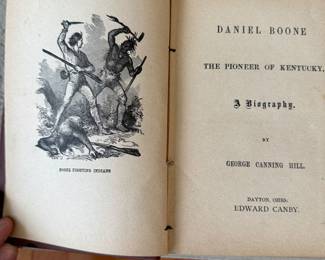 BOONE FIGHTING INDIANS
DANIEL BOONE
THE PIONEER OF KENTUCKY.
A Biography.
BY
GEORGE CANNING HILL.
DAYTON, OHIO:
EDWARD CANBY.